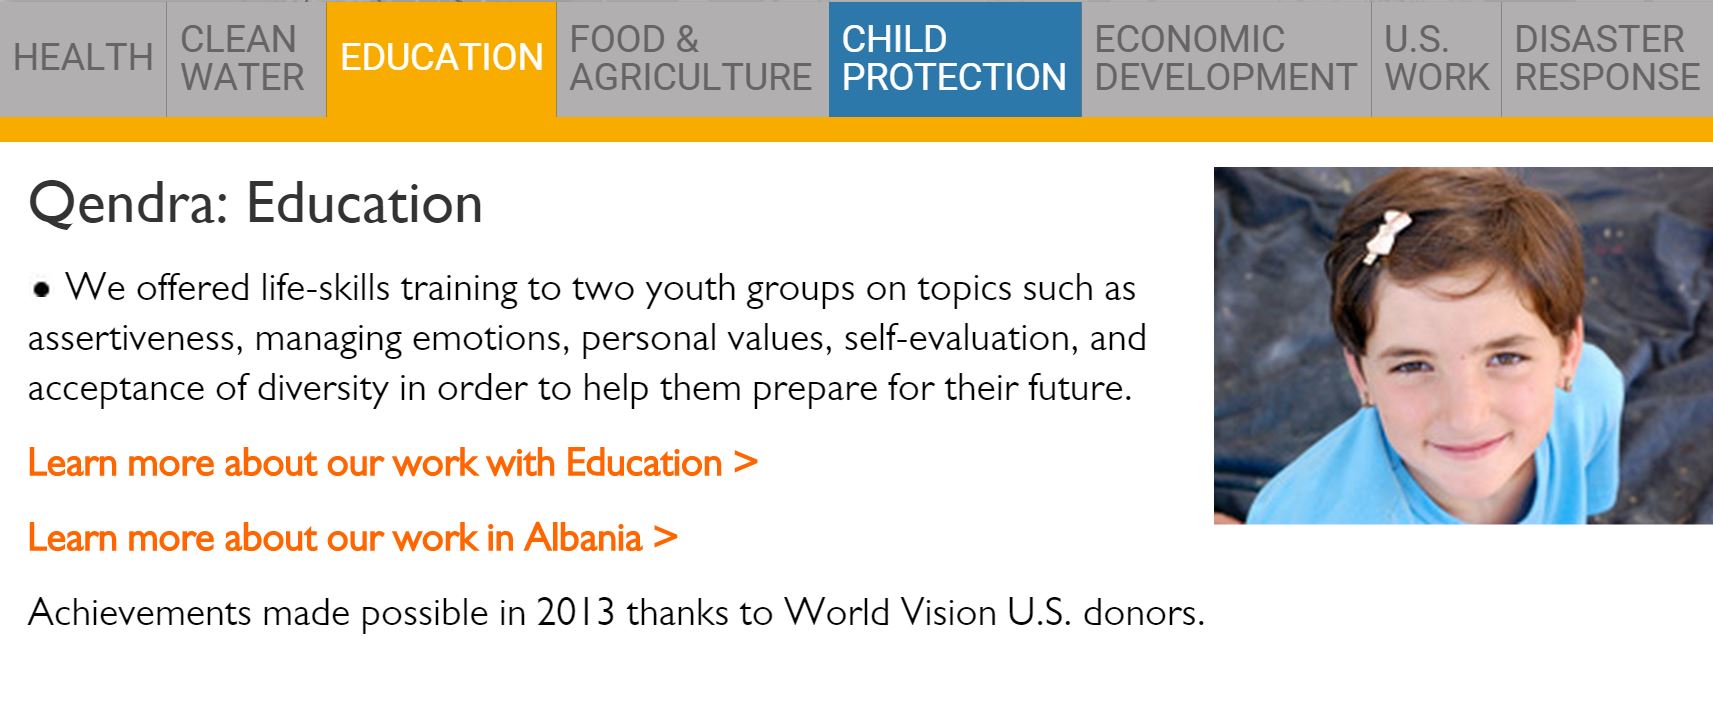 HEALTH
CLEAN
WATER
EDUCATION
FOOD &
AGRICULTURE
CHILD
PROTECTION
ECONOMIC
DEVELOPMENT
U.S.
WORK
DISASTER
RESPONSE
Qendra: Education
• We offered life-skills training to two youth groups on topics such as
assertiveness, managing emotions, personal values, self-evaluation, and
acceptance of diversity in order to help them prepare for their future.
Learn more about our work with Education >
Learn more about our work in Albania >
Achievements made possible in 2013 thanks to World Vision U.S. donors.